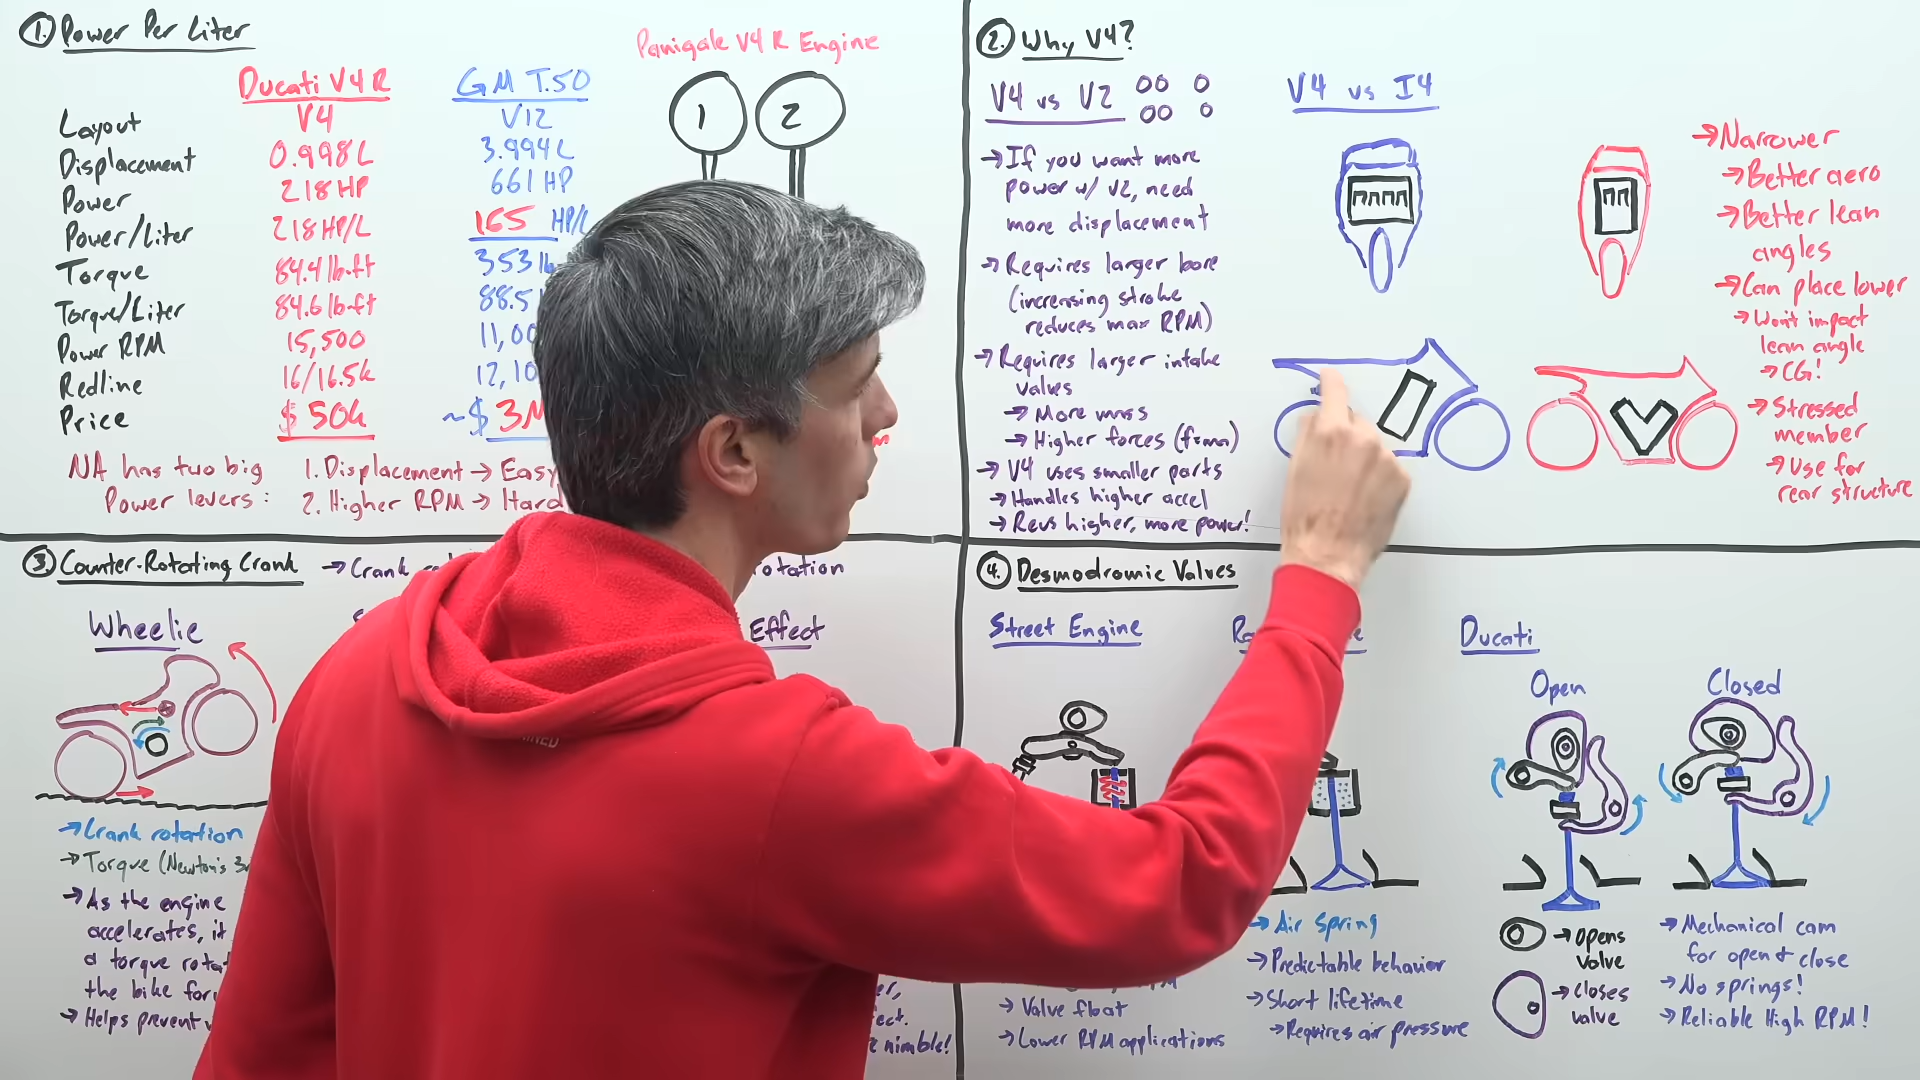 1. Power Per Liter
Ducati V4 R
GM T.50
Layout
V4
V12
Displacement
0.998L
3.994L
Power
218 HP
661 HP
Power/Liter
218 HP/L
165 HP/L
Torque
84.4 lb-ft
353 lb
Torque/Liter
84.6 lb-ft
88.5
Power RPM
15,500
11,00
Redline
16/16.5k
12,10
Price
$50k
~$3M
NA has two big
Power levers:
1. Displacement → Easy
2. Higher RPM → Hard
Panigale V4 R Engine
1
2
2. Why V4?
V4 vs V2
→ If you want more
power w/ V2, need
more displacement
→ Requires larger bore
(increasing stroke
reduces max RPM)
→ Requires larger intake
valves
→ More mass
→ Higher forces (f=ma)
→ V4 uses smaller parts
→ Handles higher accel
→ Revs higher, more power!
V4 vs I4
→ Narrower
→ Better aero
→ Better lean
angles
→ Can place lower
→ Won't impact
lean angle
→ CG!
→ Stressed
member
→ Use for
rear structure
3. Counter-Rotating Crank
→ Crank
rotation
Wheelie
Effect
→ Crank rotation
→ Torque (Newton's 3r
→ As the engine
accelerates, it
a torque rota
the bike for
→ Helps prevent
nimble!
4. Desmodromic Valves
Street Engine
→ Valve float
→ Lower RPM applications
→ Air Spring
→ Predictable behavior
→ Short lifetime
→ Requires air pressure
Ducati
Open
Closed
→ Opens
valve
→ Closes
valve
→ Mechanical cam
for open & close
→ No springs!
→ Reliable High RPM!